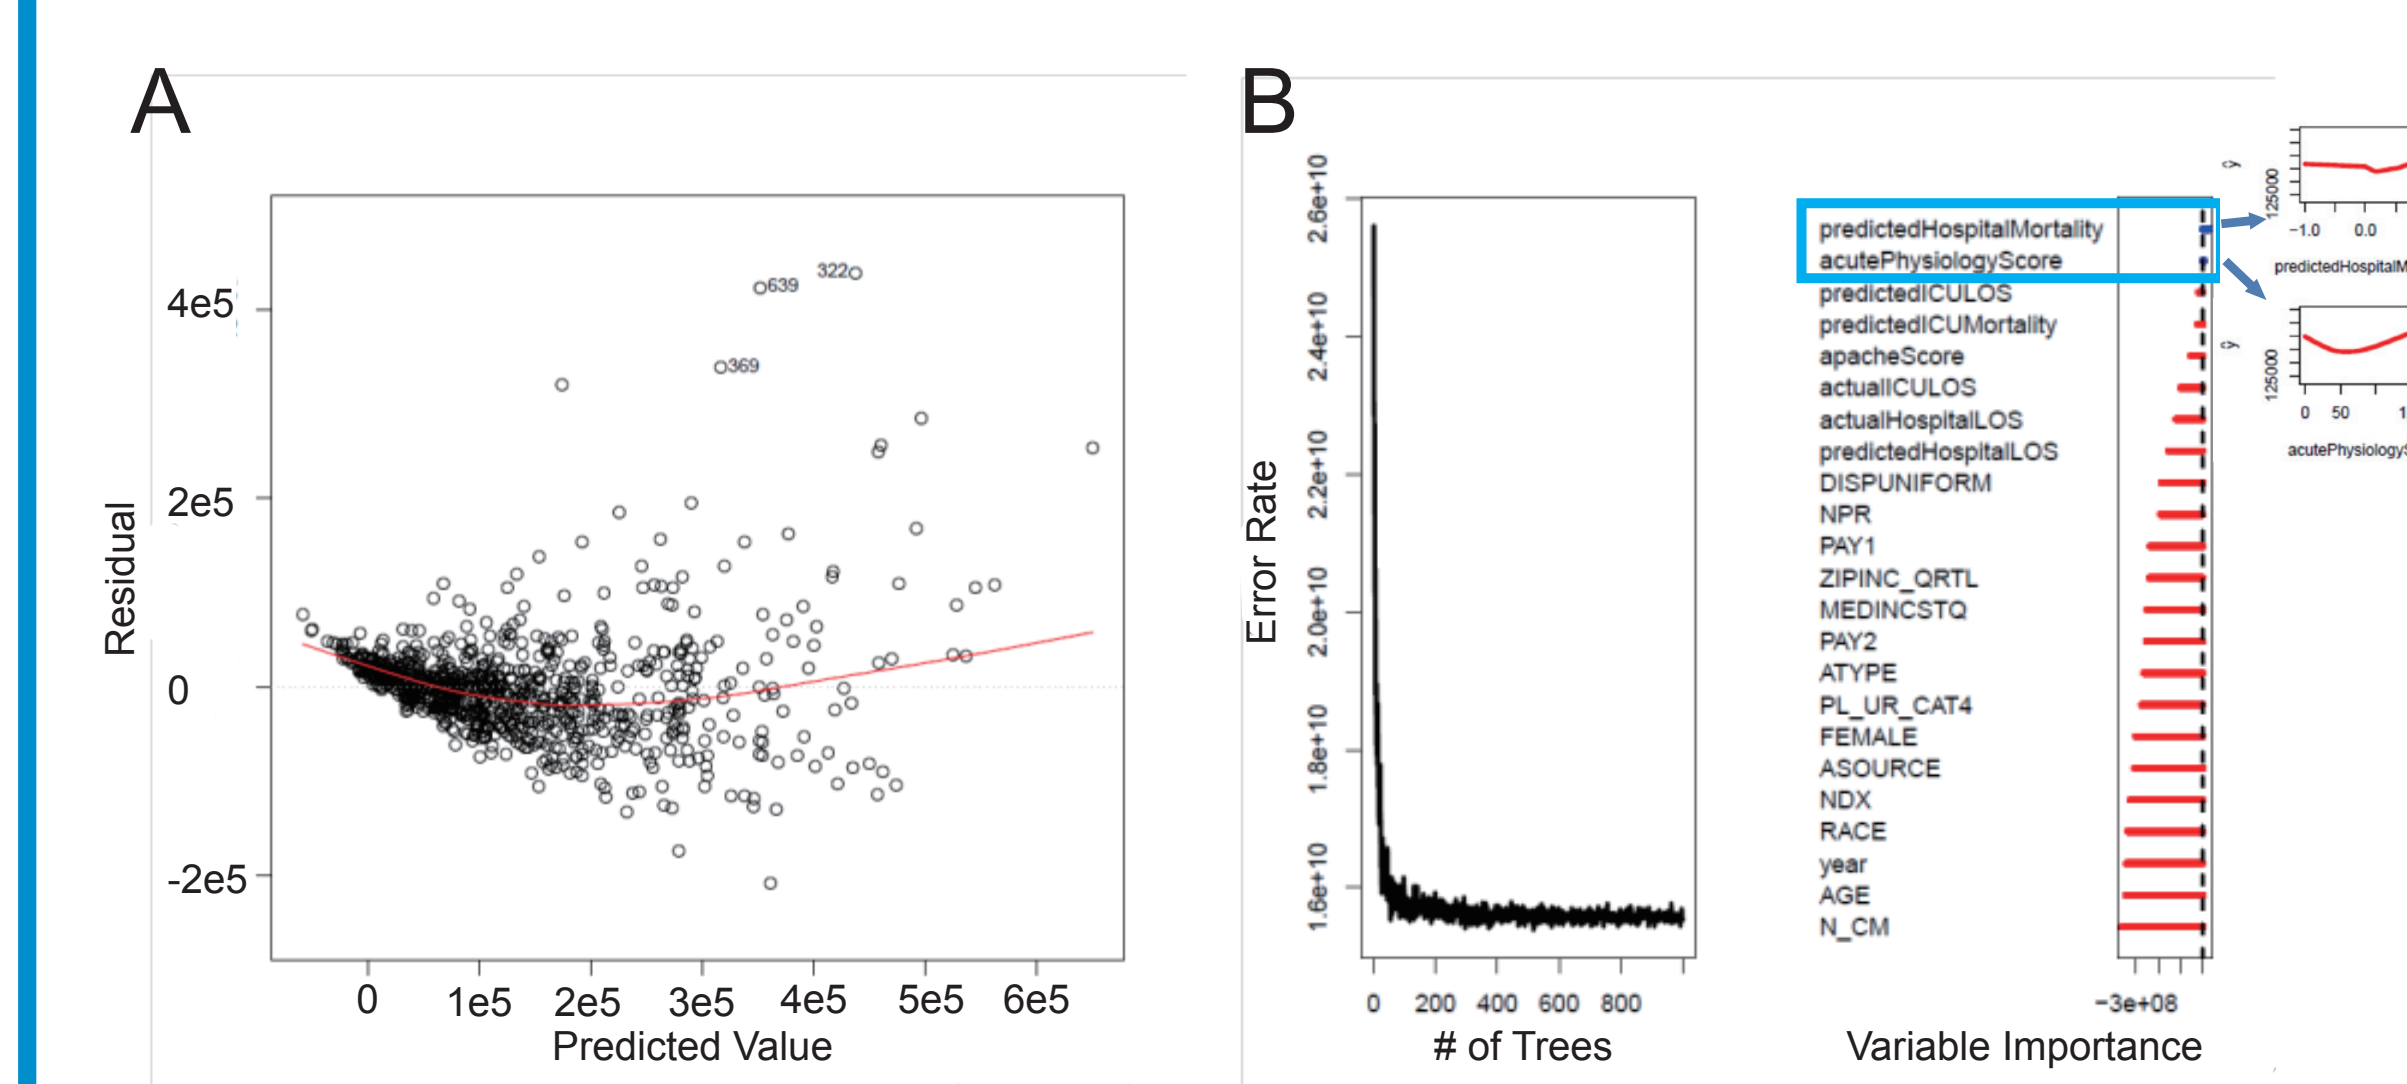 A
B
4e5
2e5
0
-2e5
Residual
639
322
369
0 1e5 2e5 3e5 4e5 5e5 6e5
Predicted Value
Error Rate
2.6e+10
2.4e+10
2.2e+10
2.0e+10
1.8e+10
1.6e+10
0 200 400 600 800
# of Trees
predictedHospitalMortality
acutePhysiologyScore
predictedICULOS
predictedICUMortality
apacheScore
actualICULOS
actualHospitalLOS
predictedHospitalLOS
DISPUNIFORM
NPR
PAY1
ZIPINC_QRTL
MEDINCSTQ
PAY2
ATYPE
PL_UR_CAT4
FEMALE
ASOURCE
NDX
RACE
year
AGE
N_CM
−3e+08
Variable Importance
ŷ
125000
−1.0 0.0
predictedHospitalM
ŷ
125000
0 50 1
acutePhysiology